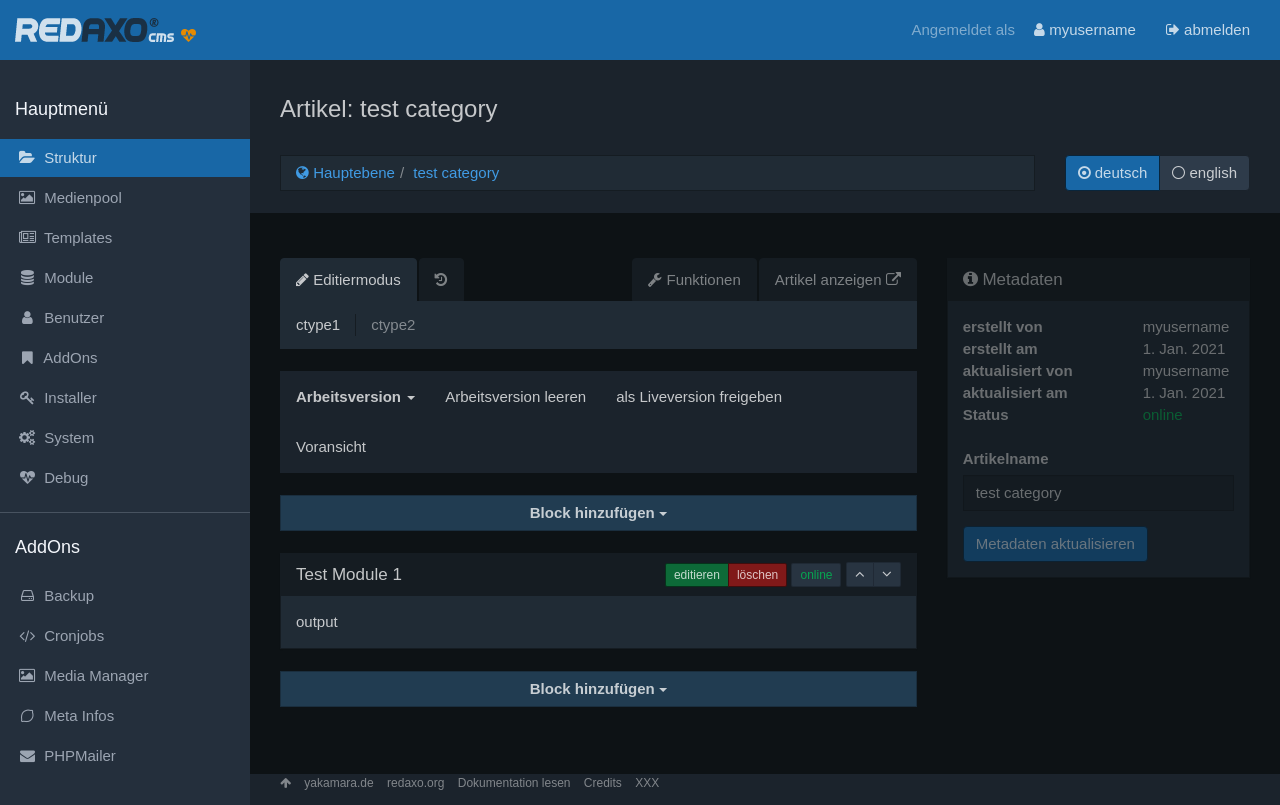 REDAXO® cms
Angemeldet als myusername abmelden
Hauptmenü
Struktur
Medienpool
Templates
Module
Benutzer
AddOns
Installer
System
Debug
AddOns
Backup
Cronjobs
Media Manager
Meta Infos
PHPMailer
Artikel: test category
Hauptebene / test category
deutsch english
Editiermodus
Funktionen Artikel anzeigen
ctype1 ctype2
Arbeitsversion Arbeitsversion leeren als Liveversion freigeben
Voransicht
Block hinzufügen
Test Module 1 editieren löschen online
output
Block hinzufügen
Metadaten
erstellt von myusername
erstellt am 1. Jan. 2021
aktualisiert von myusername
aktualisiert am 1. Jan. 2021
Status online
Artikelname
test category
Metadaten aktualisieren
yakamara.de redaxo.org Dokumentation lesen Credits XXX